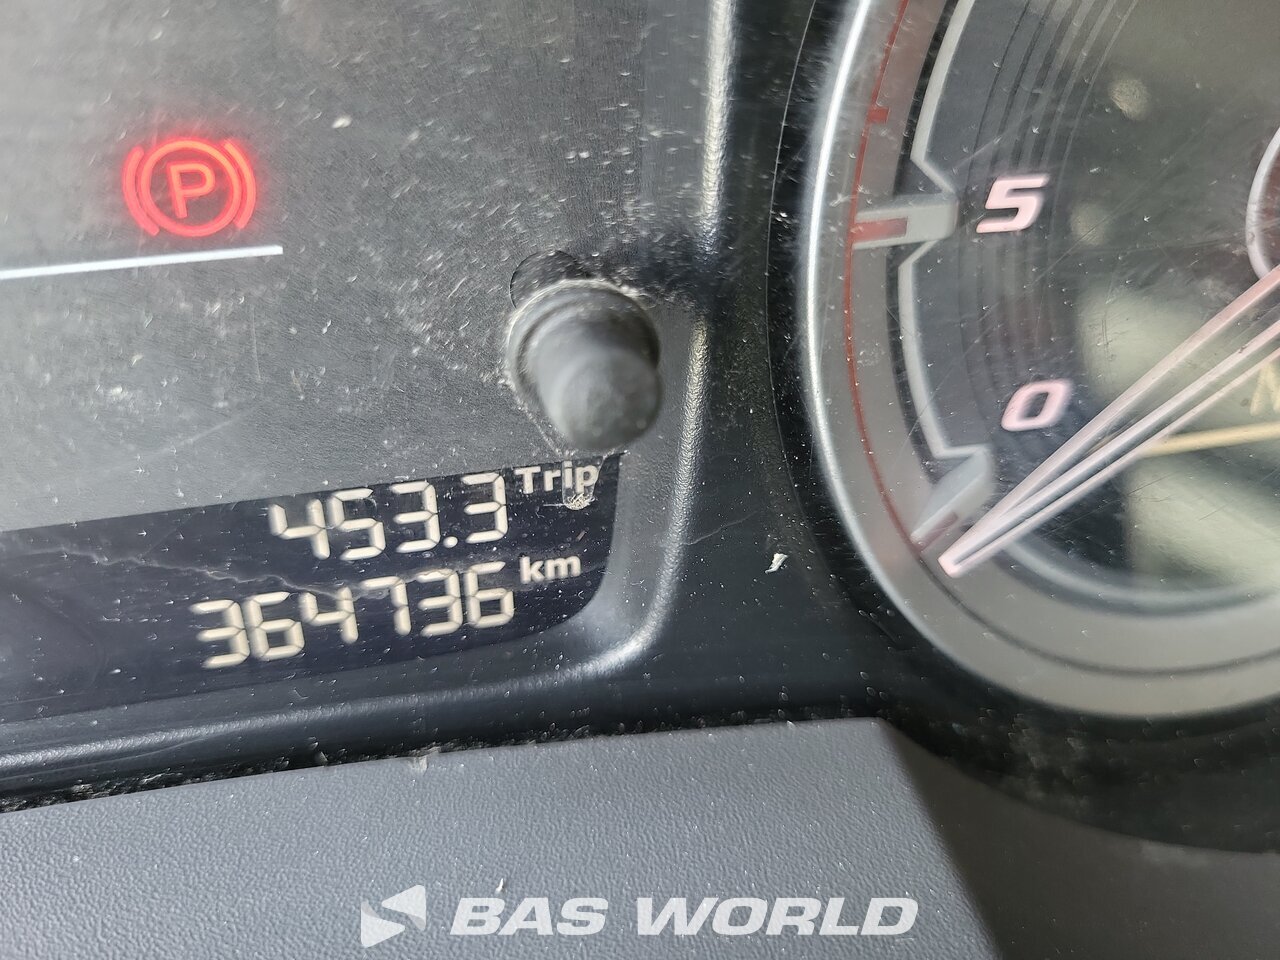 P
5
0
453.3 Trip
364736 km
BAS WORLD